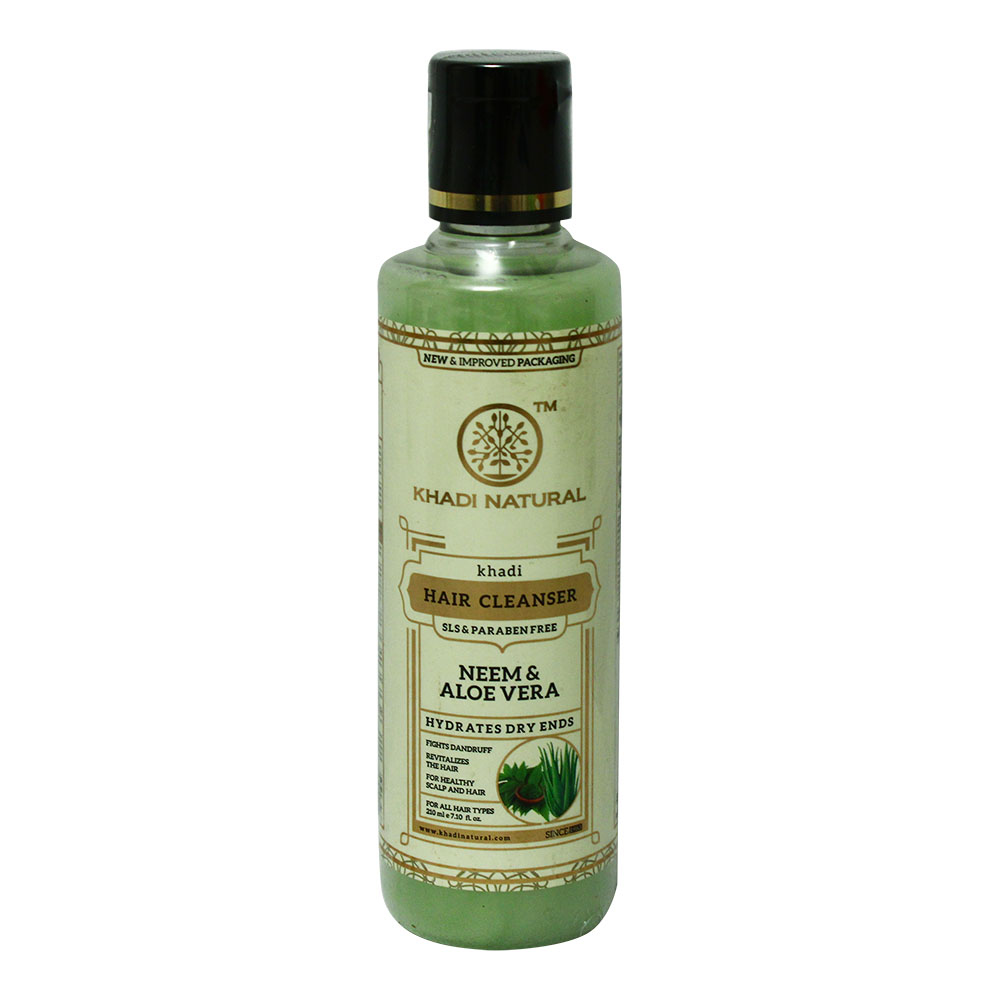 NEW & IMPROVED PACKAGING
TM
KHADI NATURAL
khadi
HAIR CLEANSER
SLS & PARABEN FREE
NEEM &
ALOE VERA
HYDRATES DRY ENDS
FIGHTS DANDRUFF
REVITALIZES
THE HAIR
FOR HEALTHY
SCALP AND HAIR
FOR ALL HAIR TYPES
210 ml e 7.10 fl. oz.
www.khadinatural.com
SINCE